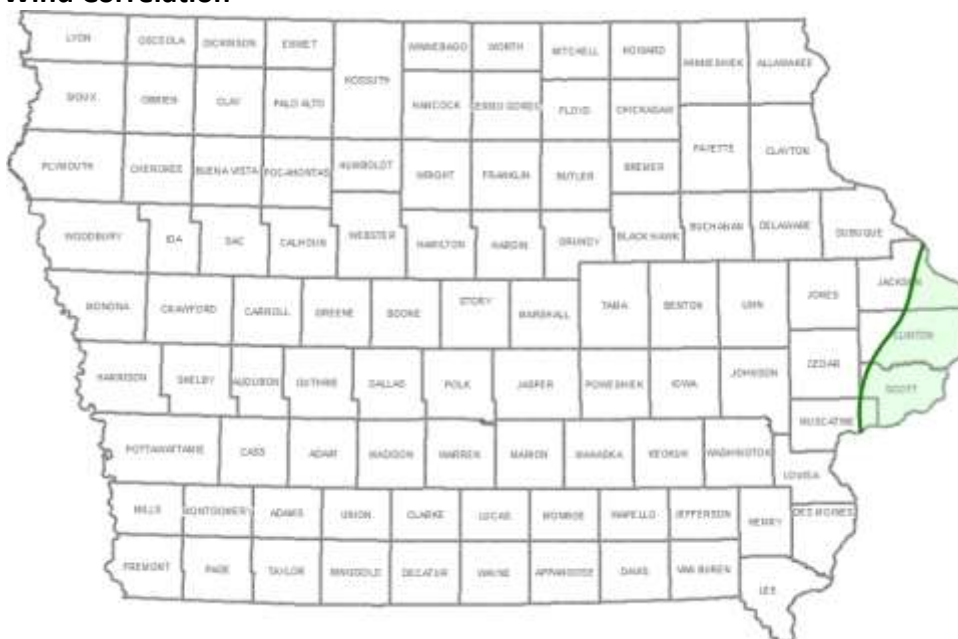 Wind Correlation
LYON OSCEOLA DICKINSON EMMET WINNEBAGO WORTH MITCHELL HOWARD WINNESHIEK ALLAMAKEE
KOSSUTH
SIOUX OBRIEN CLAY PALO ALTO HANCOCK CERRO GORDO FLOYD CHICKASAW
PLYMOUTH CHEROKEE BUENA VISTA POCAHONTAS HUMBOLDT WRIGHT FRANKLIN BUTLER BREMER FAYETTE CLAYTON
WOODBURY IDA SAC CALHOUN WEBSTER HAMILTON HARDIN GRUNDY BLACK HAWK BUCHANAN DELAWARE DUBUQUE
MONONA CRAWFORD CARROLL GREENE BOONE STORY MARSHALL TAMA BENTON LINN JONES JACKSON
CLINTON
HARRISON SHELBY AUDUBON GUTHRIE DALLAS POLK JASPER POWESHIEK IOWA JOHNSON CEDAR SCOTT
MUSCATINE
POTTAWATTAMIE CASS ADAIR MADISON WARREN MARION MAHASKA KEOKUK WASHINGTON LOUISA
MILLS MONTGOMERY ADAMS UNION CLARKE LUCAS MONROE WAPELLO JEFFERSON HENRY DES MOINES
FREMONT PAGE TAYLOR RINGGOLD DECATUR WAYNE APPANOOSE DAVIS VAN BUREN LEE